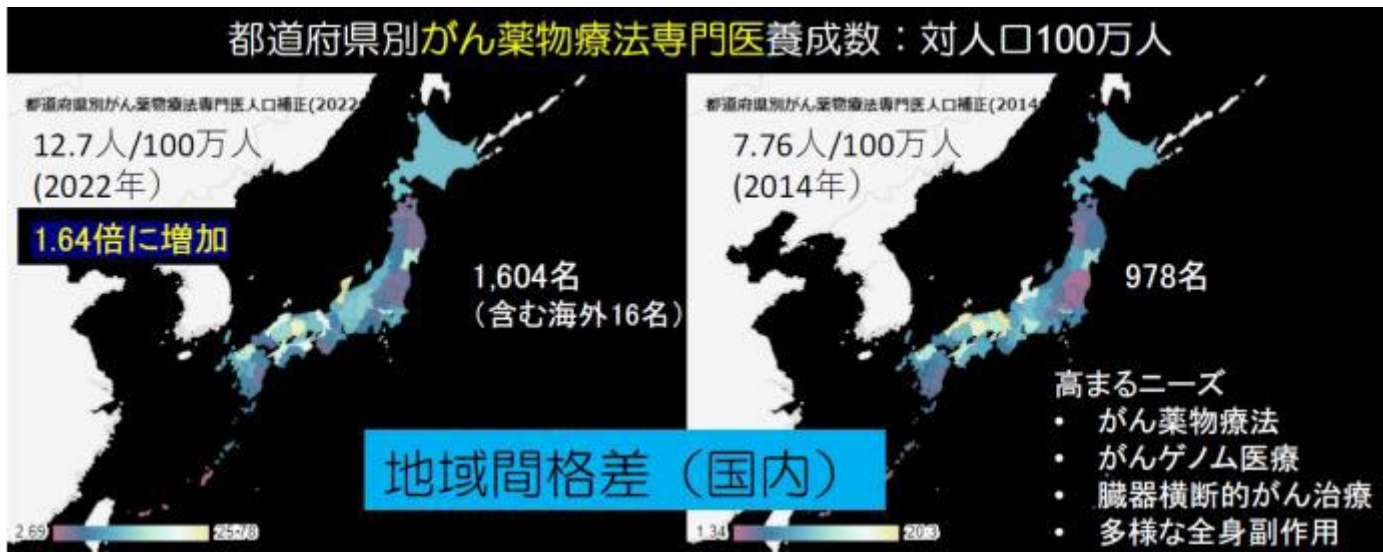 都道府県別がん薬物療法専門医養成数：対人口100万人
都道府県別がん薬物療法専門医人口補正(2022
12.7人/100万人
(2022年）
1.64倍に増加
1,604名
（含む海外16名）
2.69
25.78
都道府県別がん薬物療法専門医人口補正(2014
7.76人/100万人
(2014年）
978名
高まるニーズ
• がん薬物療法
• がんゲノム医療
• 臓器横断的がん治療
• 多様な全身副作用
1.34
20.3
地域間格差（国内）